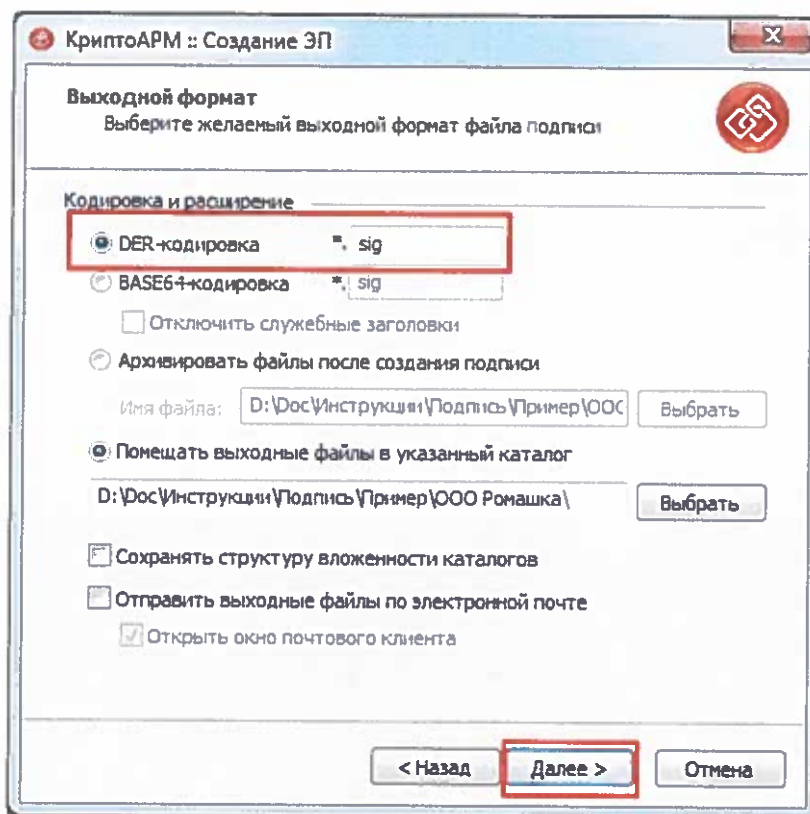 КриптоАРМ :: Создание ЭП
Выходной формат
Выберите желаемый выходной формат файла подписи
Кодировка и расширение
DER-кодировка *. sig
BASE64-кодировка *. sig
Отключить служебные заголовки
Архивировать файлы после создания подписи
Имя файла: D:\Doc\Инструкции\Подпись\Пример\ООО Выбрать
Помещать выходные файлы в указанный каталог
D:\Doc\Инструкции\Подпись\Пример\ООО Ромашка\ Выбрать
Сохранять структуру вложенности каталогов
Отправить выходные файлы по электронной почте
Открыть окно почтового клиента
< Назад Далее > Отмена